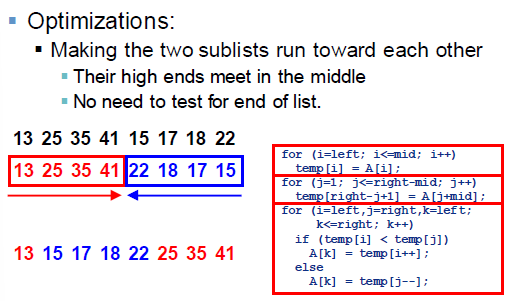 Optimizations:
Making the two sublists run toward each other
Their high ends meet in the middle
No need to test for end of list.
13 25 35 41 15 17 18 22
13 25 35 41 22 18 17 15
13 15 17 18 22 25 35 41
for (i=left; i<=mid; i++)
temp[i] = A[i];
for (j=1; j<=right-mid; j++)
temp[right-j+1] = A[j+mid];
for (i=left,j=right,k=left;
k<=right; k++)
if (temp[i] < temp[j])
A[k] = temp[i++];
else
A[k] = temp[j--];